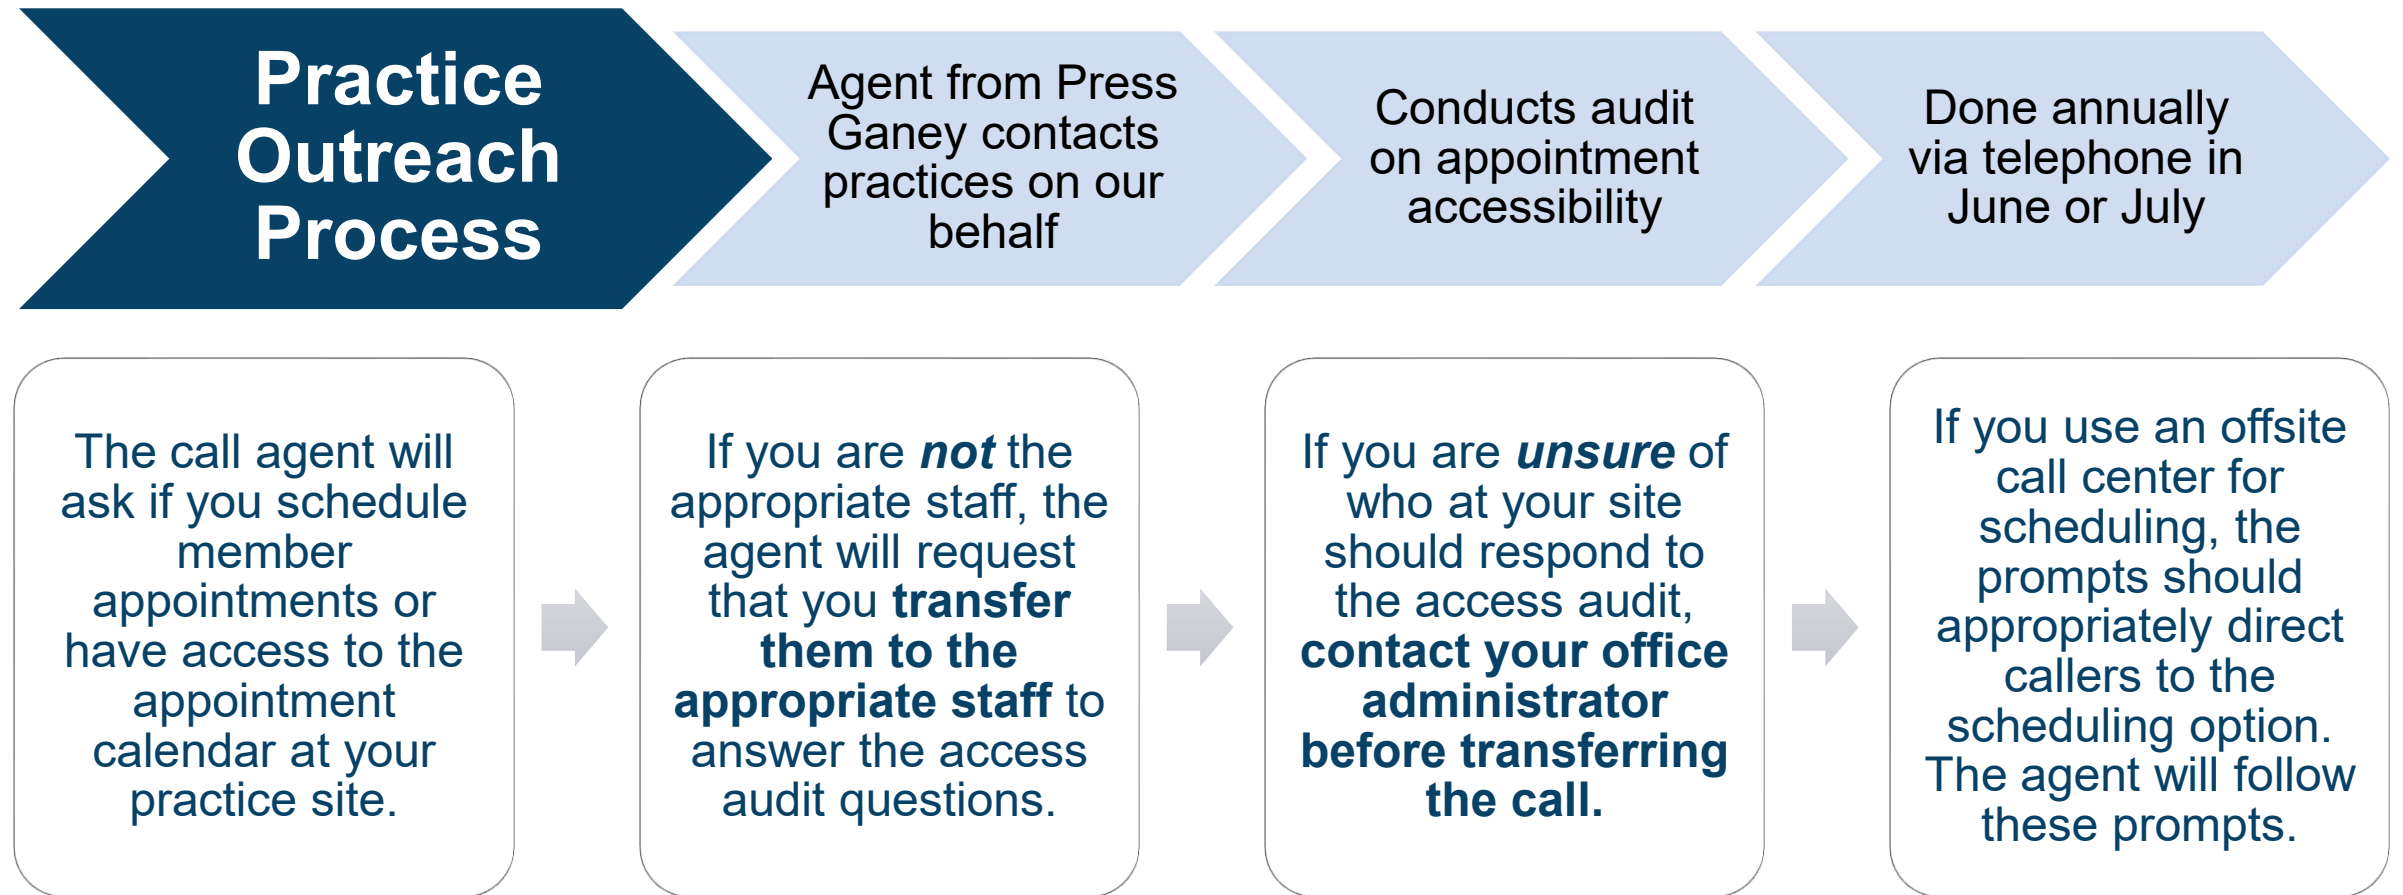 Practice
Outreach
Process
Agent from Press
Ganey contacts
practices on our
behalf
Conducts audit
on appointment
accessibility
Done annually
via telephone in
June or July
The call agent will
ask if you schedule
member
appointments or
have access to the
appointment
calendar at your
practice site.
If you are not the
appropriate staff, the
agent will request
that you transfer
them to the
appropriate staff to
answer the access
audit questions.
If you are unsure of
who at your site
should respond to
the access audit,
contact your office
administrator
before transferring
the call.
If you use an offsite
call center for
scheduling, the
prompts should
appropriately direct
callers to the
scheduling option.
The agent will follow
these prompts.